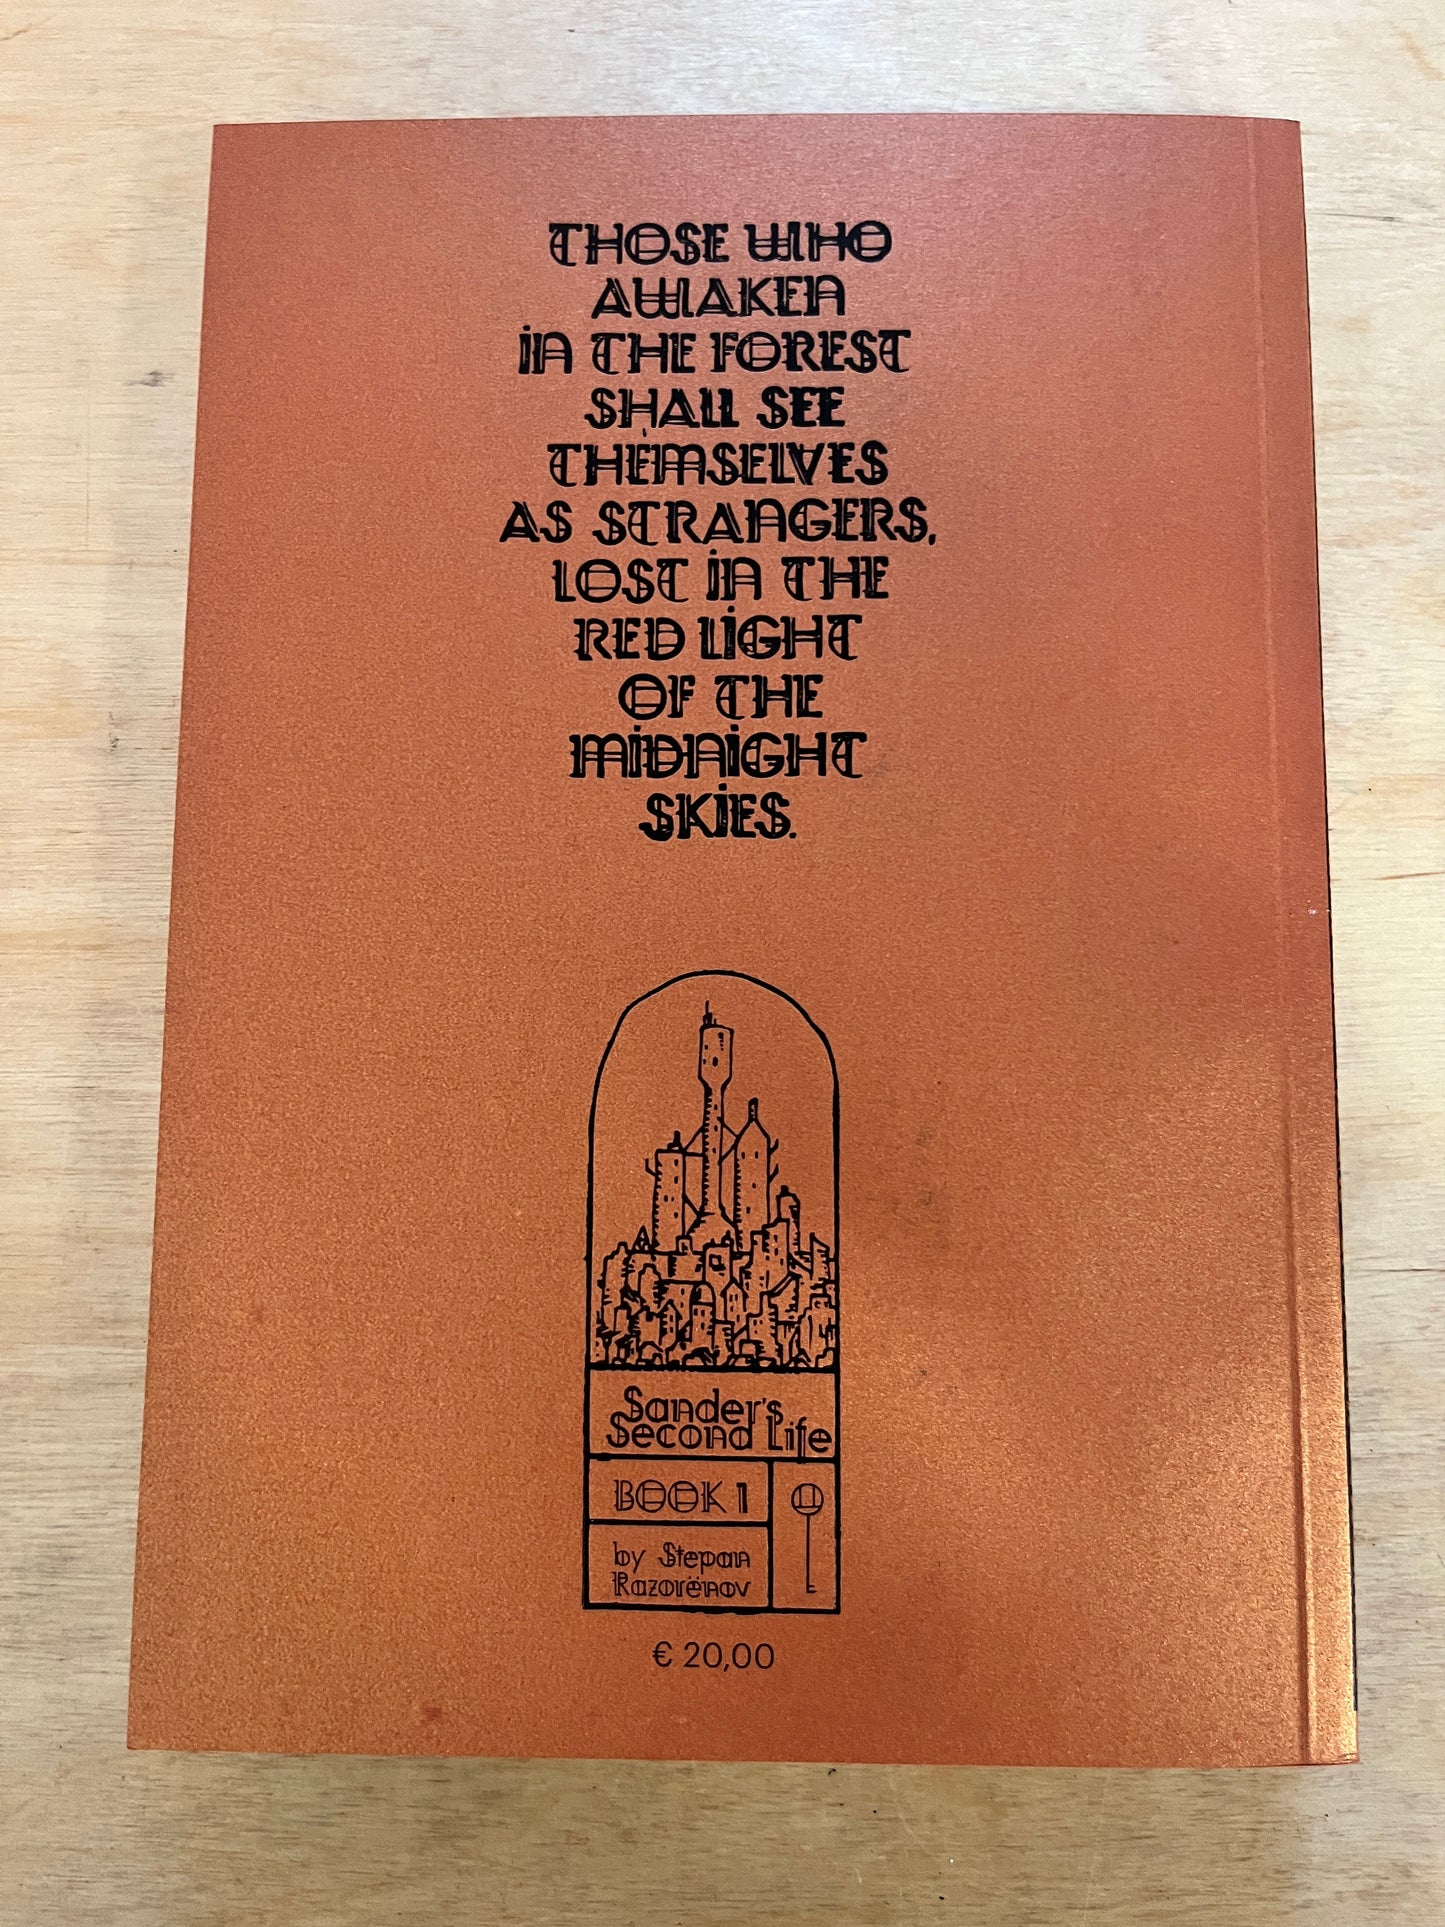 THOSE WHO
AWAKEN
iN THE FOREST
SHALL SEE
THEMSELVES
AS STRANGERS,
LOST iN THE
RED LiGHT
OF THE
MiDNiGHT
SKiES.
Sander's
Second Life
BOOK 1
by Stepan
Razorënov
€ 20,00